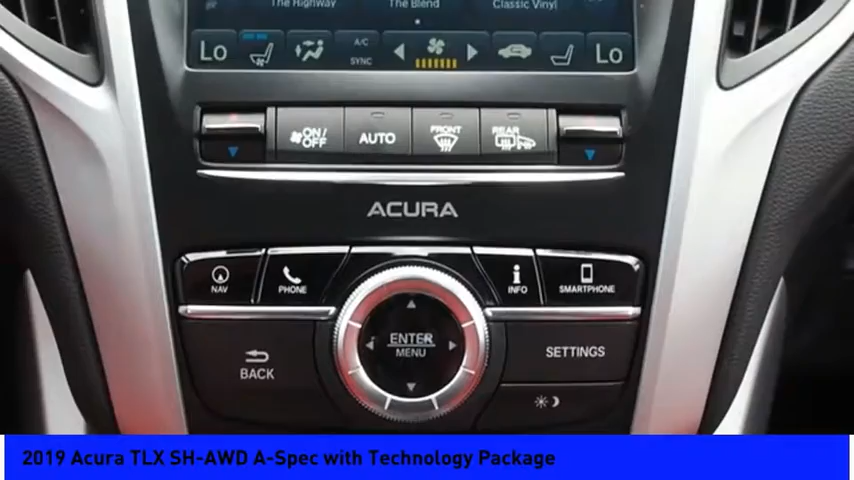 The Highway The Blend Classic Vinyl
Lo A/C SYNC Lo
ON/OFF AUTO FRONT REAR
ACURA
NAV PHONE INFO SMARTPHONE
ENTER
MENU
BACK SETTINGS
2019 Acura TLX SH-AWD A-Spec with Technology Package